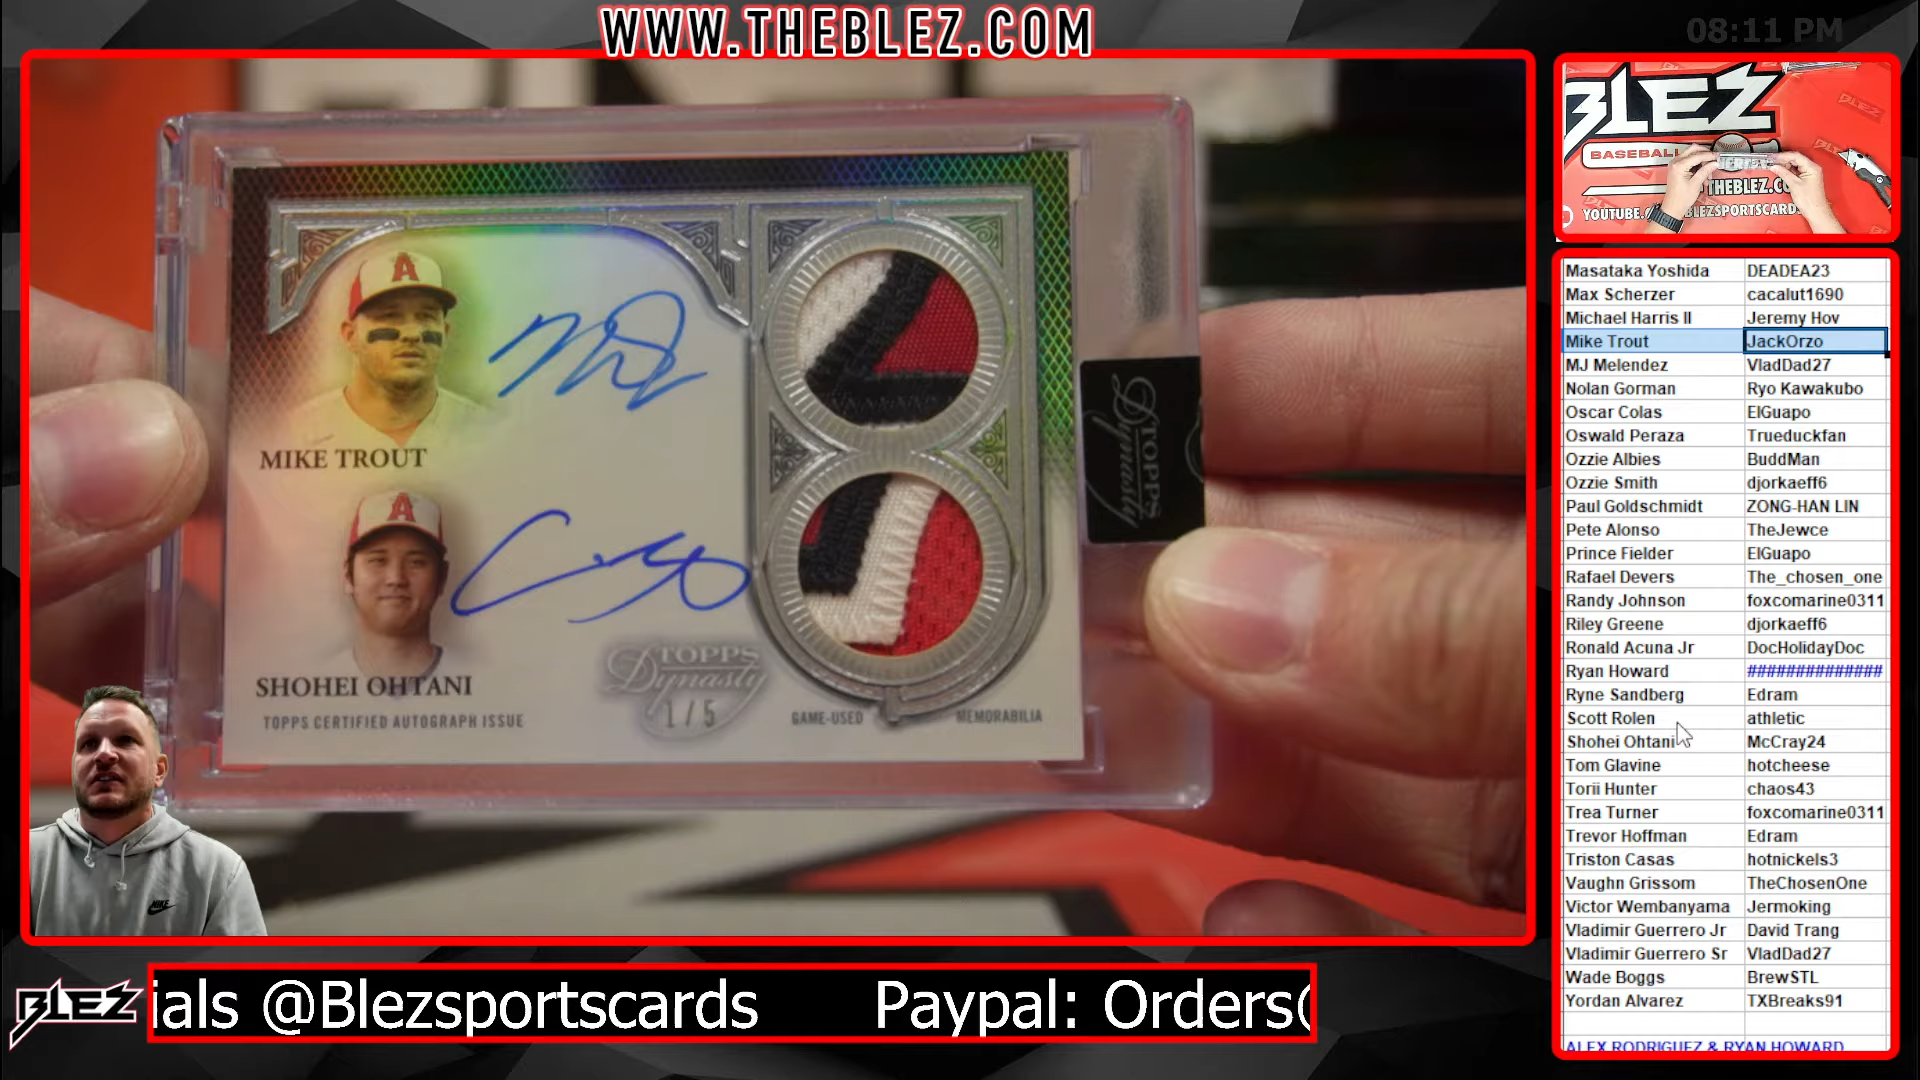 WWW.THEBLEZ.COM
08:11 PM
BLEZ
BASEBALL
THEBLEZ.CO
YOUTUBE.
BLEZSPORTSCARDS
A
MIKE TROUT
A
SHOHEI OHTANI
TOPPS CERTIFIED AUTOGRAPH ISSUE
TOPPS
Dynasty
1/5
GAME-USED
MEMORABILIA
TOPPS
Dynasty
NIKE
Masataka Yoshida DEADEA23
Max Scherzer cacalut1690
Michael Harris II Jeremy Hov
Mike Trout JackOrzo
MJ Melendez VladDad27
Nolan Gorman Ryo Kawakubo
Oscar Colas ElGuapo
Oswald Peraza Trueduckfan
Ozzie Albies BuddMan
Ozzie Smith djorkaeff6
Paul Goldschmidt ZONG-HAN LIN
Pete Alonso TheJewce
Prince Fielder ElGuapo
Rafael Devers The_chosen_one
Randy Johnson foxcomarine0311
Riley Greene djorkaeff6
Ronald Acuna Jr DocHolidayDoc
Ryan Howard ##############
Ryne Sandberg Edram
Scott Rolen athletic
Shohei Ohtani McCray24
Tom Glavine hotcheese
Torii Hunter chaos43
Trea Turner foxcomarine0311
Trevor Hoffman Edram
Triston Casas hotnickels3
Vaughn Grissom TheChosenOne
Victor Wembanyama Jermoking
Vladimir Guerrero Jr David Trang
Vladimir Guerrero Sr VladDad27
Wade Boggs BrewSTL
Yordan Alvarez TXBreaks91
ALEX RODRIGUEZ & RYAN HOWARD
BLEZ
ials @Blezsportscards Paypal: Orders@